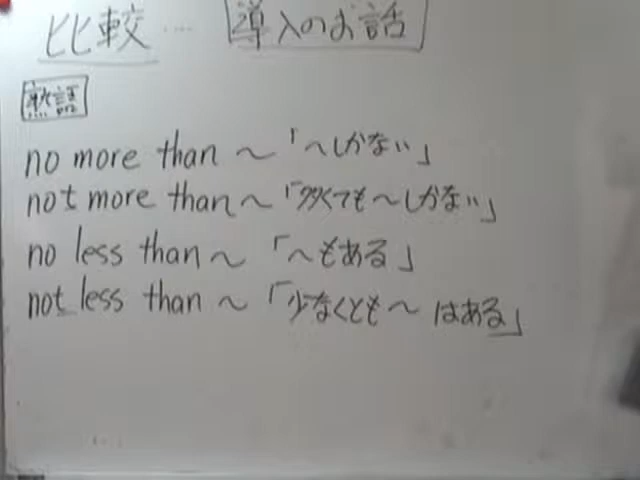 比較 … 導入のお話
熟語
no more than ～「～しかない」
not more than ～「多くても～しかない」
no less than ～「～もある」
not less than ～「少なくとも～はある」